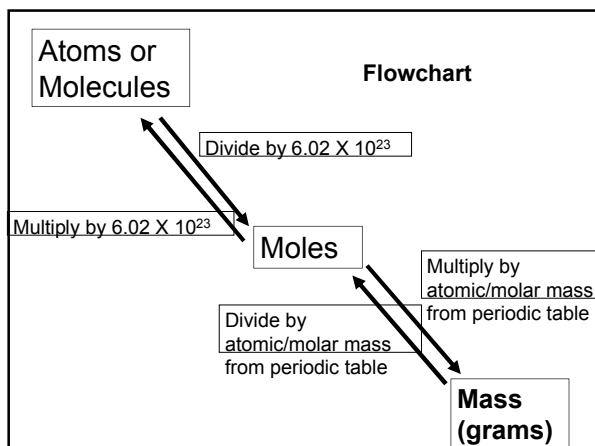 Atoms or
Molecules
Flowchart
Divide by 6.02 X 10²³
Multiply by 6.02 X 10²³
Moles
Multiply by
atomic/molar mass
from periodic table
Divide by
atomic/molar mass
from periodic table
Mass
(grams)